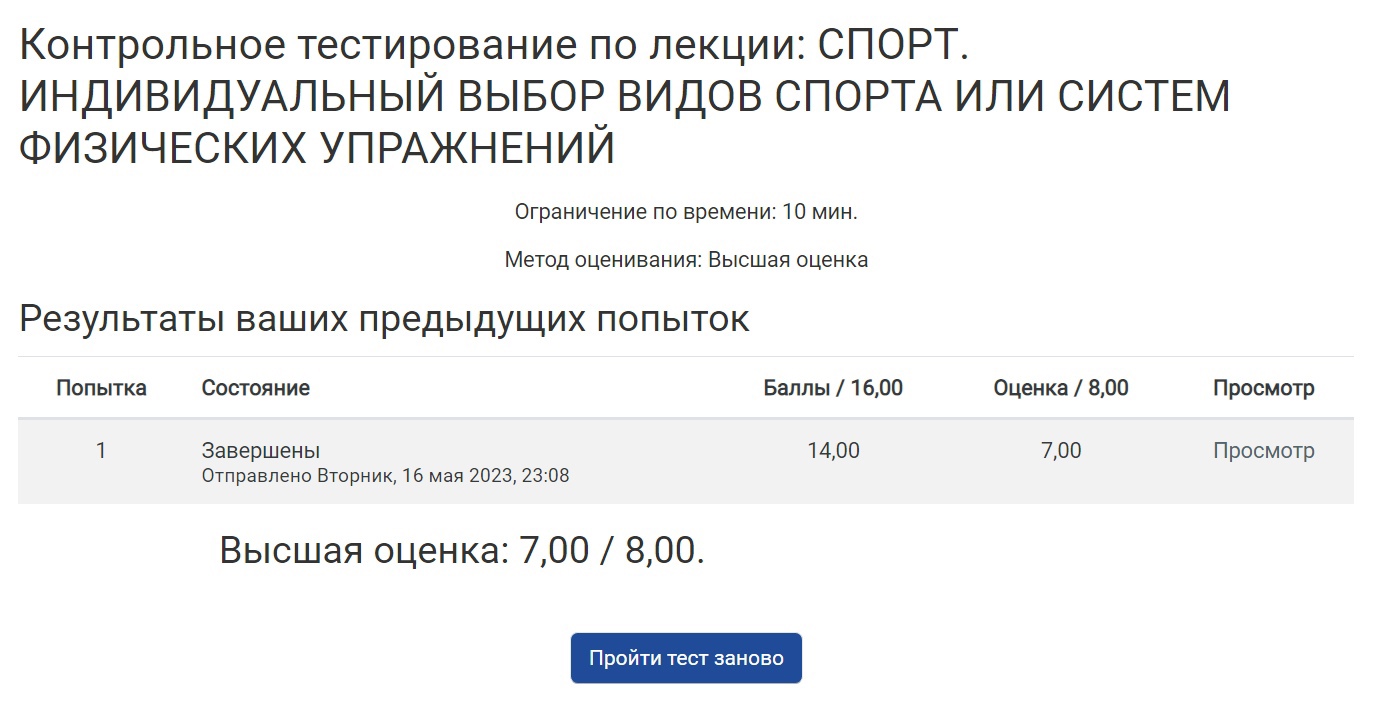 Контрольное тестирование по лекции: СПОРТ.
ИНДИВИДУАЛЬНЫЙ ВЫБОР ВИДОВ СПОРТА ИЛИ СИСТЕМ
ФИЗИЧЕСКИХ УПРАЖНЕНИЙ
Ограничение по времени: 10 мин.
Метод оценивания: Высшая оценка
Результаты ваших предыдущих попыток
Попытка Состояние Баллы / 16,00 Оценка / 8,00 Просмотр
1 Завершены 14,00 7,00 Просмотр
Отправлено Вторник, 16 мая 2023, 23:08
Высшая оценка: 7,00 / 8,00.
Пройти тест заново